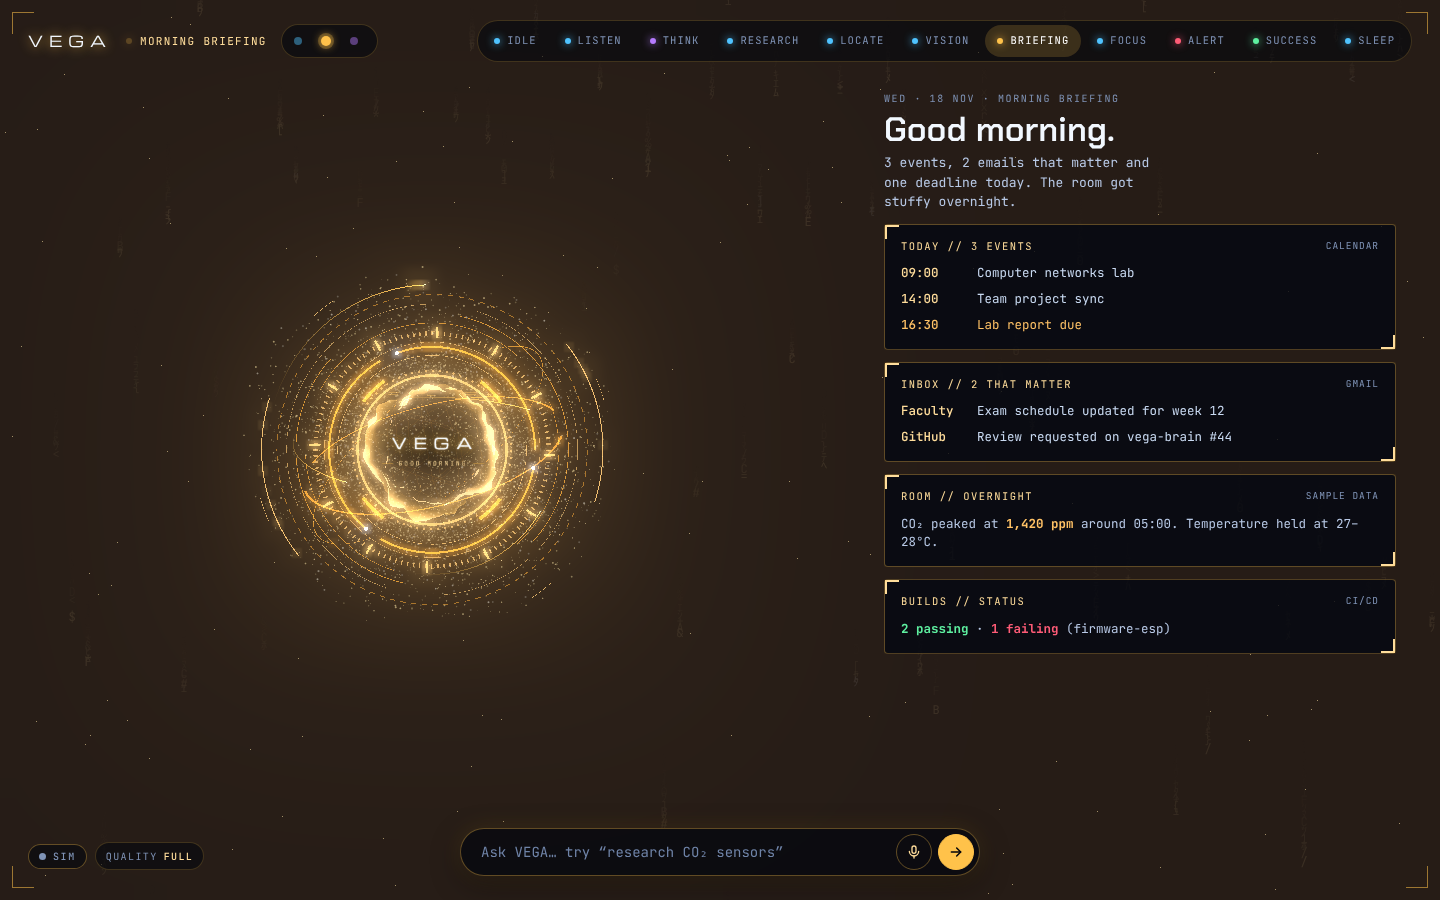 VEGA
MORNING BRIEFING
IDLE
LISTEN
THINK
RESEARCH
LOCATE
VISION
BRIEFING
FOCUS
ALERT
SUCCESS
SLEEP
WED · 18 NOV · MORNING BRIEFING
Good morning.
3 events, 2 emails that matter and
one deadline today. The room got
stuffy overnight.
TODAY // 3 EVENTS
CALENDAR
09:00 Computer networks lab
14:00 Team project sync
16:30 Lab report due
INBOX // 2 THAT MATTER
GMAIL
Faculty Exam schedule updated for week 12
GitHub Review requested on vega-brain #44
ROOM // OVERNIGHT
SAMPLE DATA
CO₂ peaked at 1,420 ppm around 05:00. Temperature held at 27–
28°C.
BUILDS // STATUS
CI/CD
2 passing · 1 failing (firmware-esp)
VEGA
GOOD MORNING
SIM
QUALITY FULL
Ask VEGA… try “research CO₂ sensors”